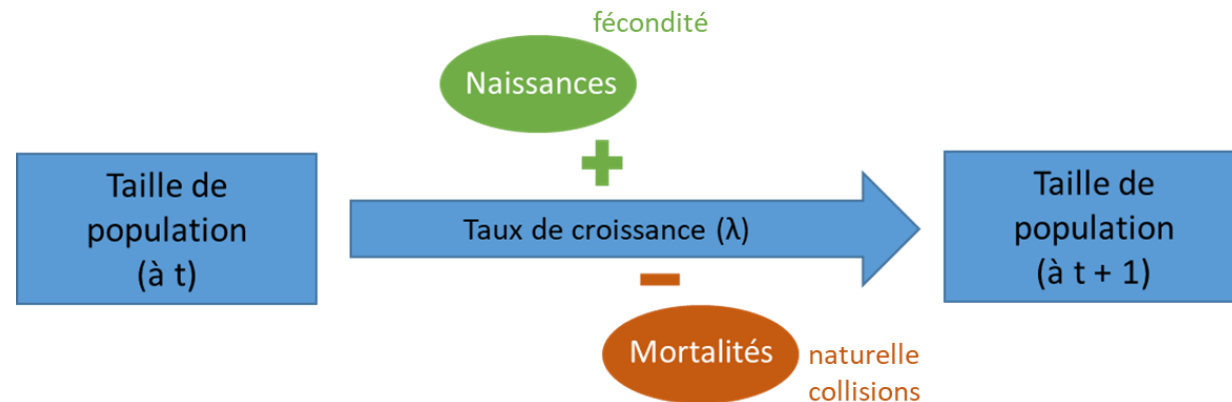 fécondité
Naissances
Taille de
population
(à t)
Taux de croissance (λ)
Taille de
population
(à t + 1)
Mortalités
naturelle
collisions